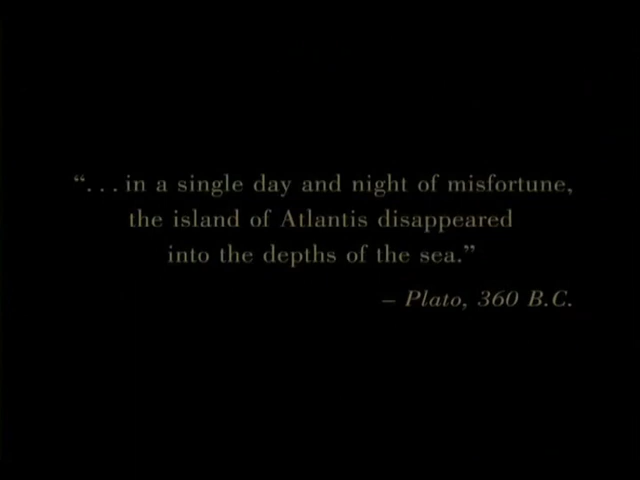 “. . . in a single day and night of misfortune,
the island of Atlantis disappeared
into the depths of the sea.”
– Plato, 360 B.C.